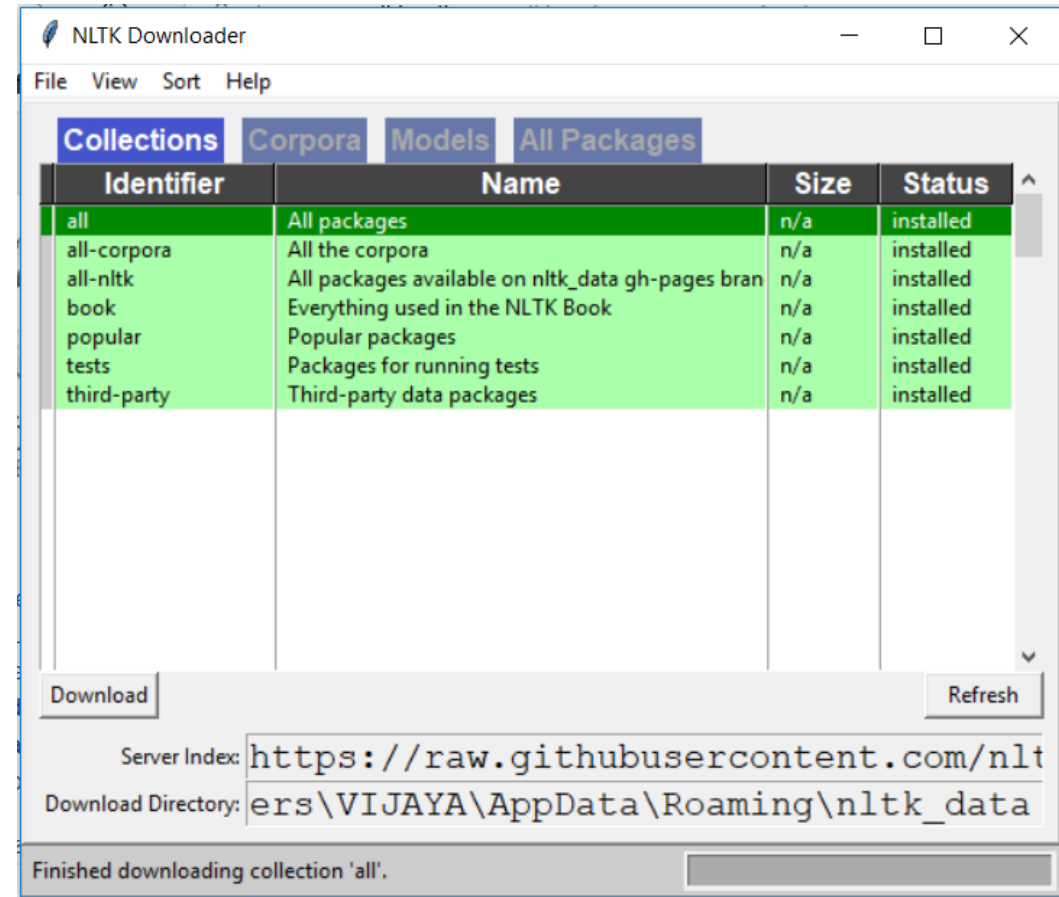 NLTK Downloader
File View Sort Help
Collections Corpora Models All Packages
Identifier Name Size Status
all All packages n/a installed
all-corpora All the corpora n/a installed
all-nltk All packages available on nltk_data gh-pages bran n/a installed
book Everything used in the NLTK Book n/a installed
popular Popular packages n/a installed
tests Packages for running tests n/a installed
third-party Third-party data packages n/a installed
Download Refresh
Server Index: https://raw.githubusercontent.com/nlt
Download Directory: ers\VIJAYA\AppData\Roaming\nltk_data
Finished downloading collection 'all'.